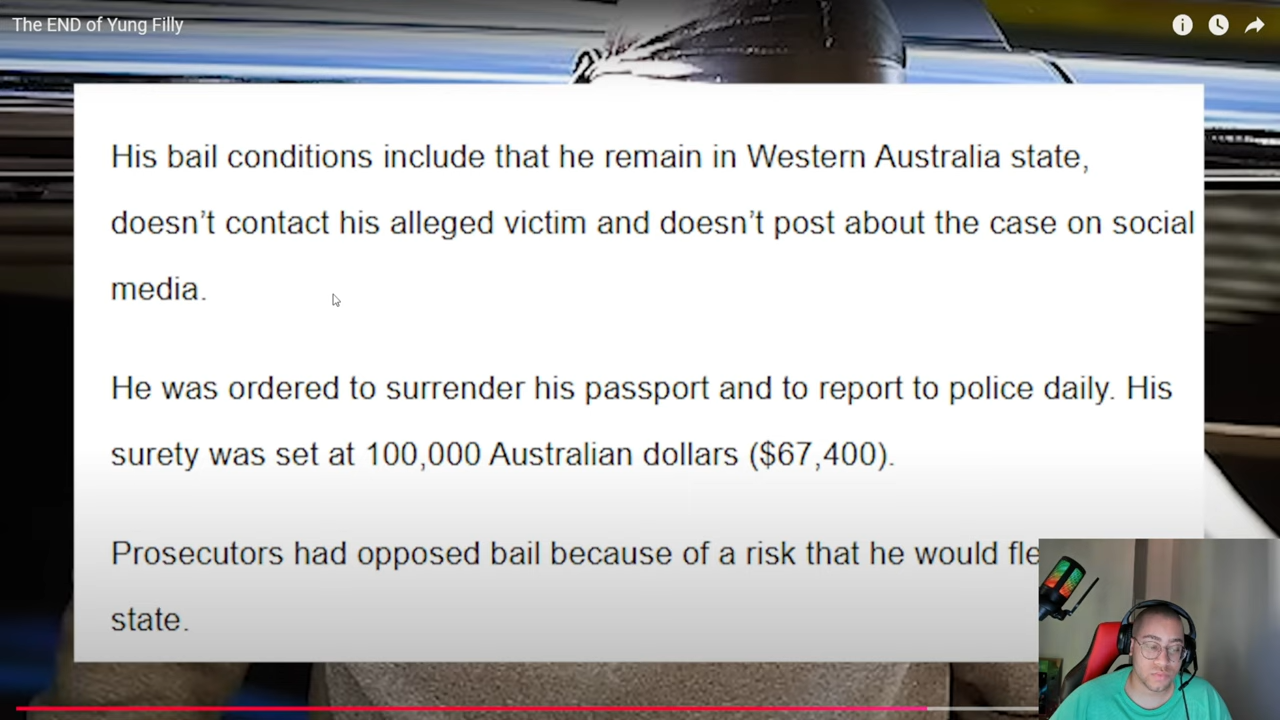 The END of Yung Filly
His bail conditions include that he remain in Western Australia state,
doesn’t contact his alleged victim and doesn’t post about the case on social
media.
He was ordered to surrender his passport and to report to police daily. His
surety was set at 100,000 Australian dollars ($67,400).
Prosecutors had opposed bail because of a risk that he would
state.